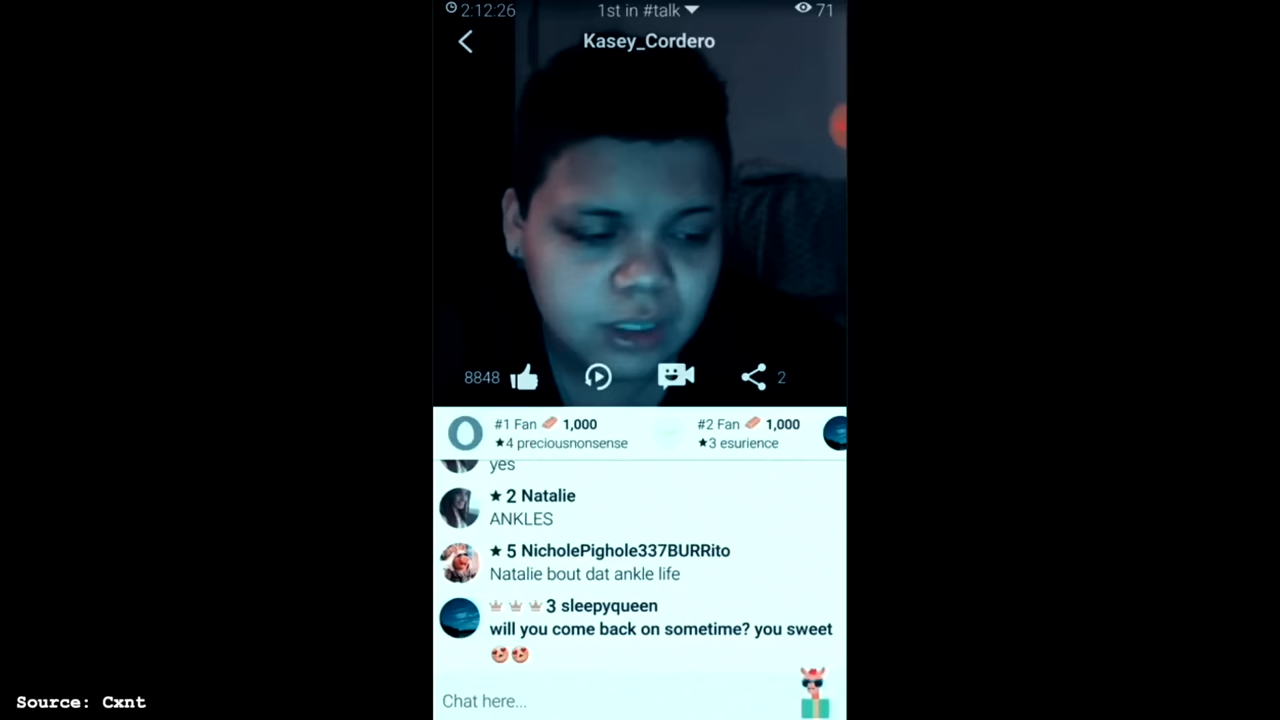 2:12:26
1st in #talk
71
Kasey_Cordero
8848
2
#1 Fan 1,000
★4 preciousnonsense
#2 Fan 1,000
★3 esurience
yes
★ 2 Natalie
ANKLES
★ 5 NicholePighole337BURRito
Natalie bout dat ankle life
3 sleepyqueen
will you come back on sometime? you sweet
😍😍
Chat here...
Source: Cxnt